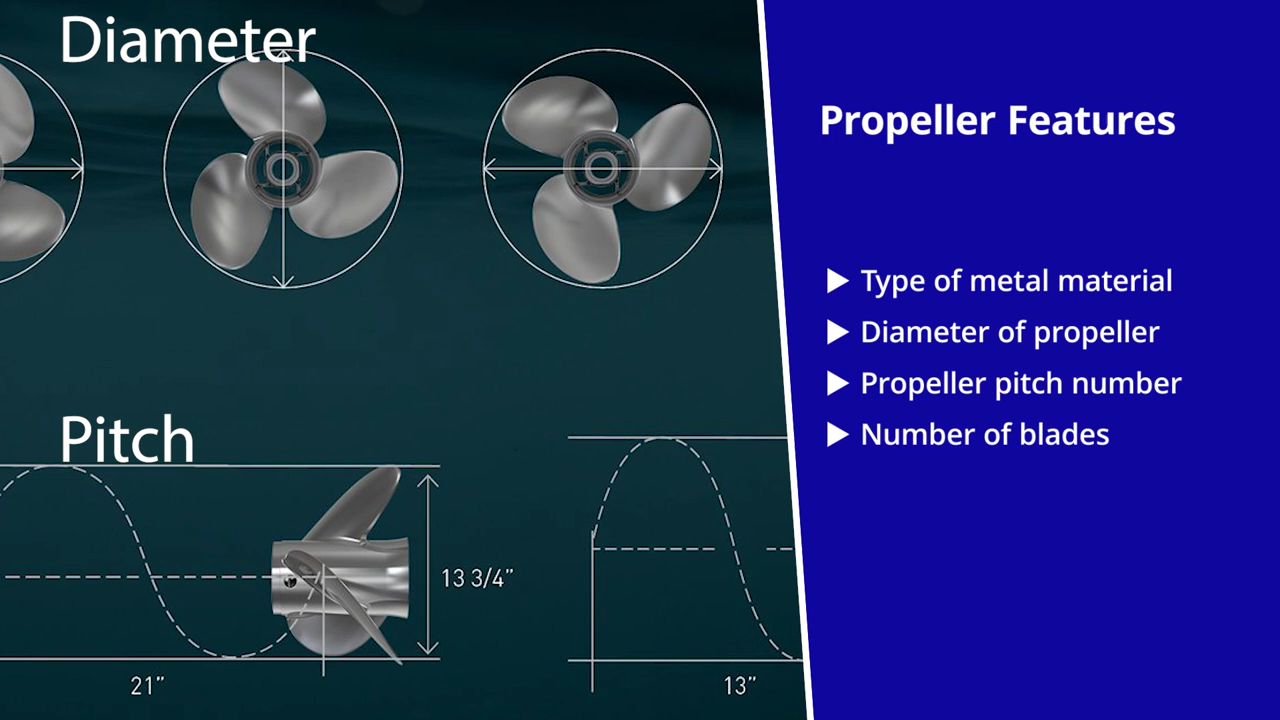 Diameter
Pitch
13 3/4”
21”
13”
Propeller Features
▶ Type of metal material
▶ Diameter of propeller
▶ Propeller pitch number
▶ Number of blades